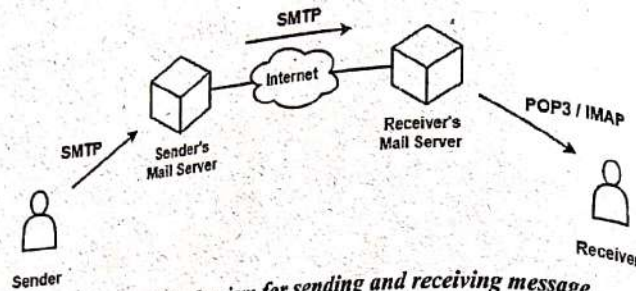 SMTP
Internet
POP3 / IMAP
Receiver's
Mail Server
SMTP
Sender's
Mail Server
Receiver
Sender
for sending and receiving message